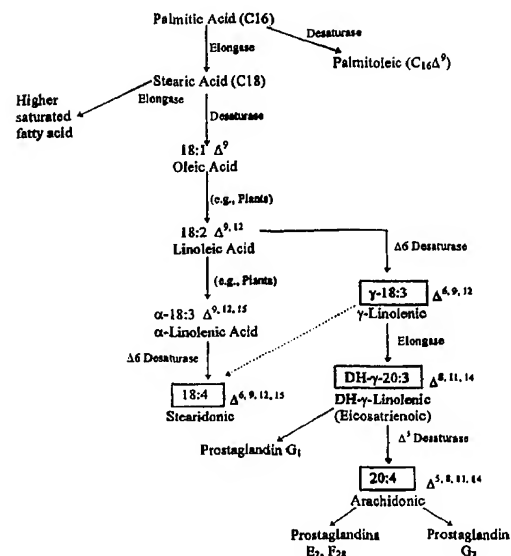 Palmitic Acid (C16)
Desaturase
Elongase
Palmitoleic (C16Δ9)
Stearic Acid (C18)
Elongase
Higher
saturated
fatty acid
Desaturase
18:1 Δ9
Oleic Acid
(e.g., Plants)
18:2 Δ9, 12
Linoleic Acid
Δ6 Desaturase
(e.g., Plants)
γ-18:3 Δ6, 9, 12
γ-Linolenic
α-18:3 Δ9, 12, 15
α-Linolenic Acid
Elongase
Δ6 Desaturase
18:4 Δ6, 9, 12, 15
Stearidonic
DH-γ-20:3 Δ8, 11, 14
DH-γ-Linolenic
(Eicosatrienoic)
Prostaglandin G1
Δ5 Desaturase
20:4 Δ5, 8, 11, 14
Arachidonic
Prostaglandins
E2,
Prostaglandins